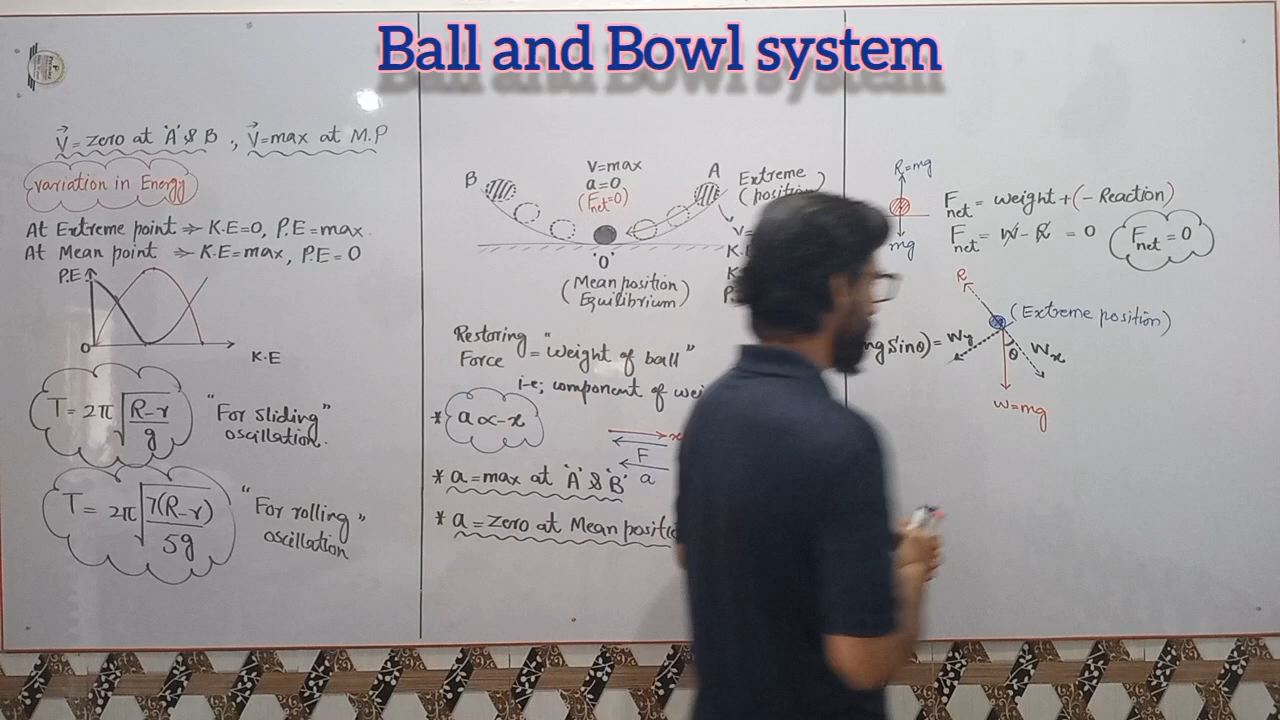 Ball and Bowl system
V⃗ = Zero at 'A' & B , V⃗ = max at M.P
Variation in Energy
At Extreme point ⇒ K.E=0, P.E=max.
At Mean point ⇒ K.E=max, P.E=0
P.E
0
K.E
T = 2π √(R-r / g)
"For sliding"
oscillation.
T = 2π √(7(R-r) / 5g)
"For rolling"
oscillation
V=max
a=0
(Fnet=0)
B
A
Extreme
(position)
'0'
(Mean position
Equilibrium)
V=
K.
K
P
Restoring
Force = "Weight of ball"
i-e; component of wei
* a ∝ -x
x
F
a
* a = max at 'A' & 'B'
* a = Zero at Mean positio
R=mg
mg
Fnet = weight + (- Reaction)
Fnet = W - R = 0
Fnet = 0
R
(Extreme position)
mg Sinθ) = Wy
θ
Wx
W=mg